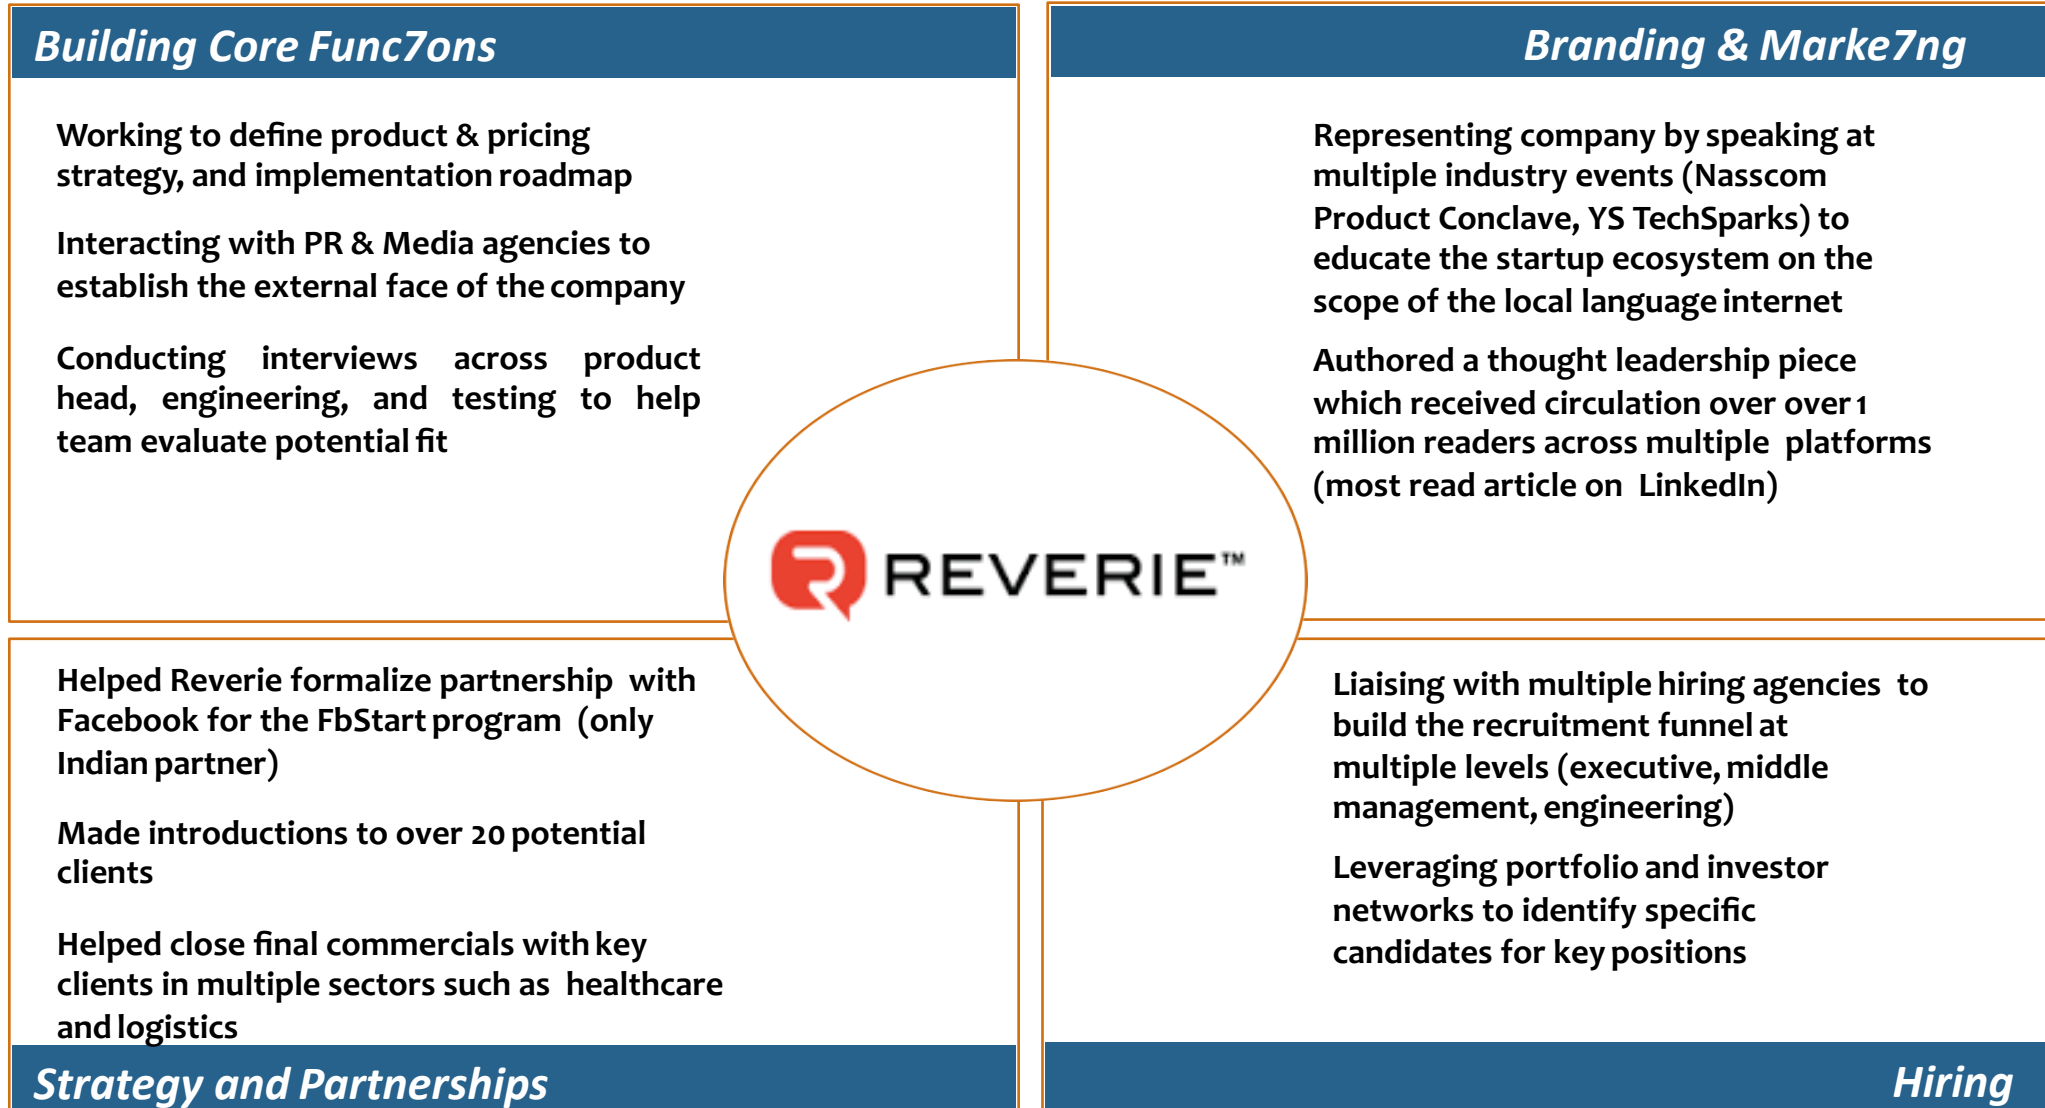 Building Core Func7ons
Working to define product & pricing
strategy, and implementation roadmap
Interacting with PR & Media agencies to
establish the external face of the company
Conducting interviews across product
head, engineering, and testing to help
team evaluate potential fit
Branding & Marke7ng
Representing company by speaking at
multiple industry events (Nasscom
Product Conclave, YS TechSparks) to
educate the startup ecosystem on the
scope of the local language internet
Authored a thought leadership piece
which received circulation over over 1
million readers across multiple platforms
(most read article on LinkedIn)
REVERIE™
Helped Reverie formalize partnership with
Facebook for the FbStart program (only
Indian partner)
Made introductions to over 20 potential
clients
Helped close final commercials with key
clients in multiple sectors such as healthcare
and logistics
Strategy and Partnerships
Liaising with multiple hiring agencies to
build the recruitment funnel at
multiple levels (executive, middle
management, engineering)
Leveraging portfolio and investor
networks to identify specific
candidates for key positions
Hiring